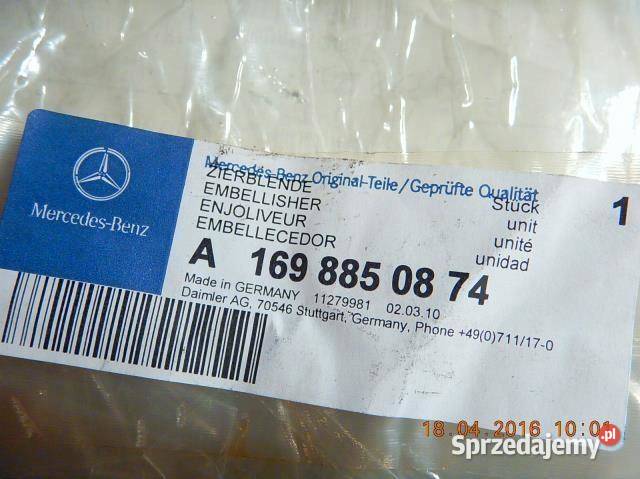 Mercedes-Benz Original-Teile/Geprüfte Qualität
ZIERBLENDE Stück 1
EMBELLISHER unit
ENJOLIVEUR unité
EMBELLECEDOR unidad
Mercedes-Benz
A 169 885 08 74
Made in GERMANY 11279981 02.03.10
Daimler AG, 70546 Stuttgart, Germany, Phone +49(0)711/17-0
18.04.2016 10:01
Sprzedajemy.pl